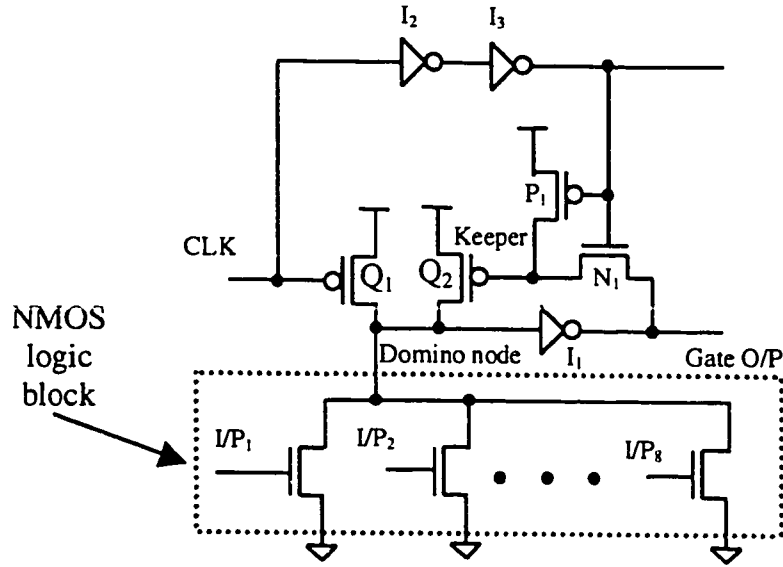 I₂
I₃
P₁
CLK
Keeper
Q₁
Q₂
N₁
NMOS
logic
block
Domino node
I₁
Gate O/P
I/P₁
I/P₂
I/P₈